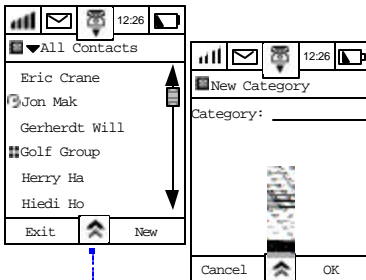 12:26
▼All Contacts
Eric Crane
Jon Mak
Gerherdt Will
Golf Group
Herry Ha
Hiedi Ho
Exit New
12:26
New Category
Category:
Cancel OK